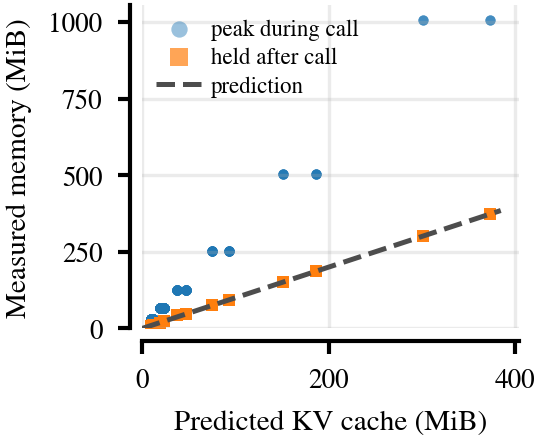 Measured memory (MiB)
1000
750
500
250
0
peak during call
held after call
prediction
0
200
400
Predicted KV cache (MiB)